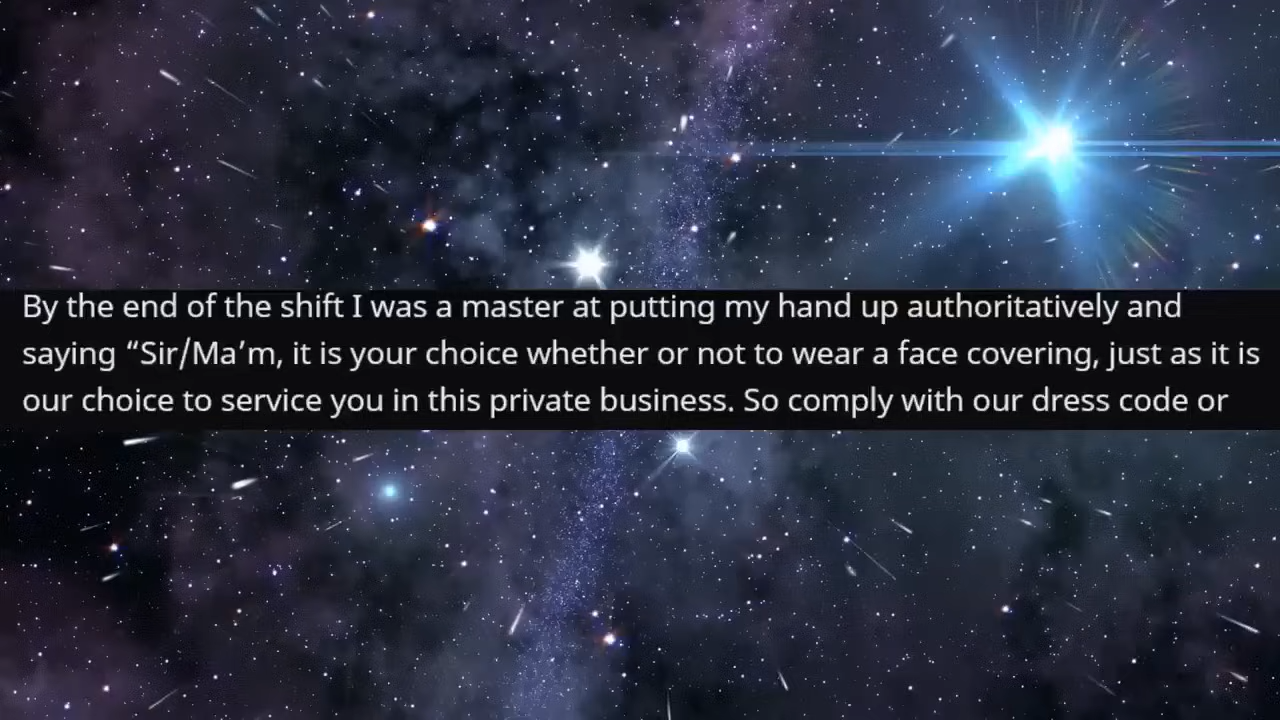 By the end of the shift I was a master at putting my hand up authoritatively and
saying “Sir/Ma’m, it is your choice whether or not to wear a face covering, just as it is
our choice to service you in this private business. So comply with our dress code or